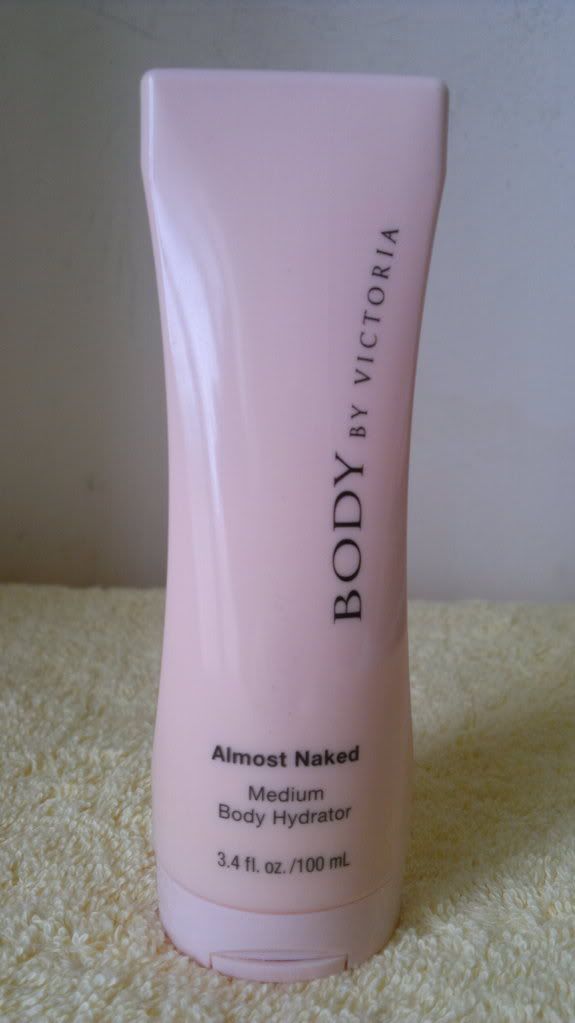 BODY BY VICTORIA
Almost Naked
Medium
Body Hydrator
3.4 fl. oz./100 mL